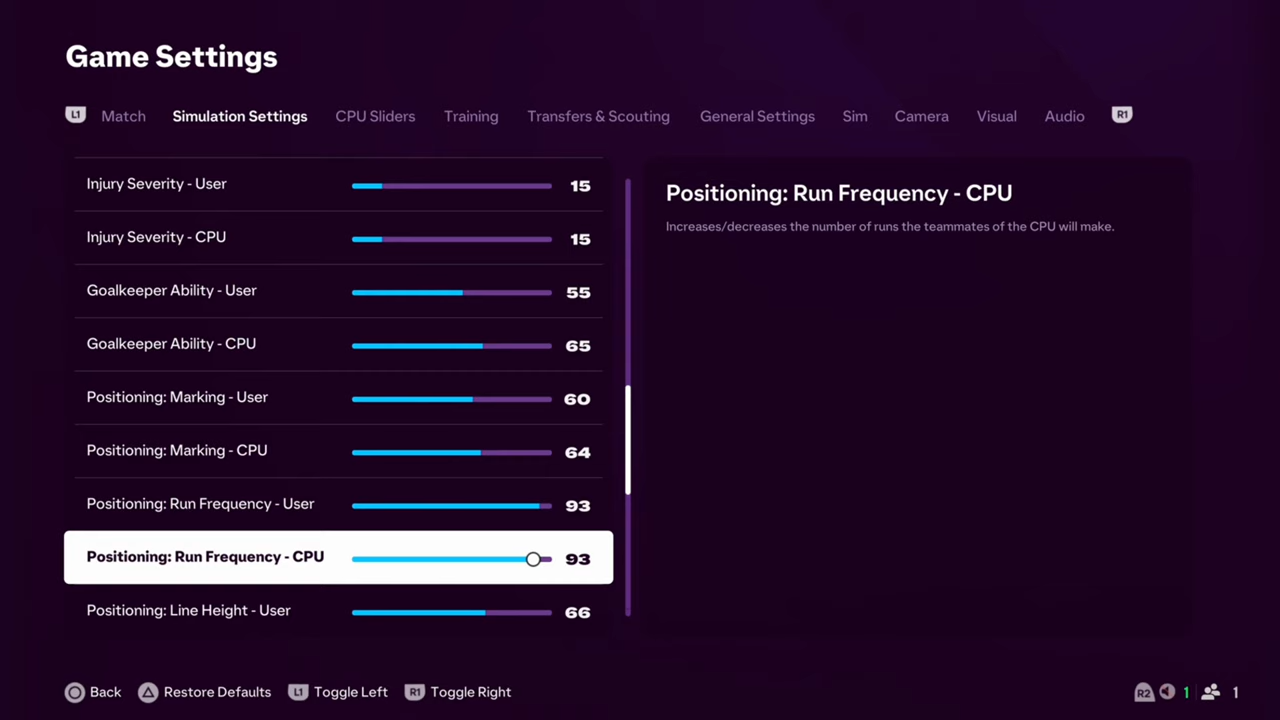 Game Settings
L1 Match Simulation Settings CPU Sliders Training Transfers & Scouting General Settings Sim Camera Visual Audio R1
Injury Severity - User 15
Injury Severity - CPU 15
Goalkeeper Ability - User 55
Goalkeeper Ability - CPU 65
Positioning: Marking - User 60
Positioning: Marking - CPU 64
Positioning: Run Frequency - User 93
Positioning: Run Frequency - CPU 93
Positioning: Line Height - User 66
Positioning: Run Frequency - CPU
Increases/decreases the number of runs the teammates of the CPU will make.
Back Restore Defaults L1 Toggle Left R1 Toggle Right R2 1 1